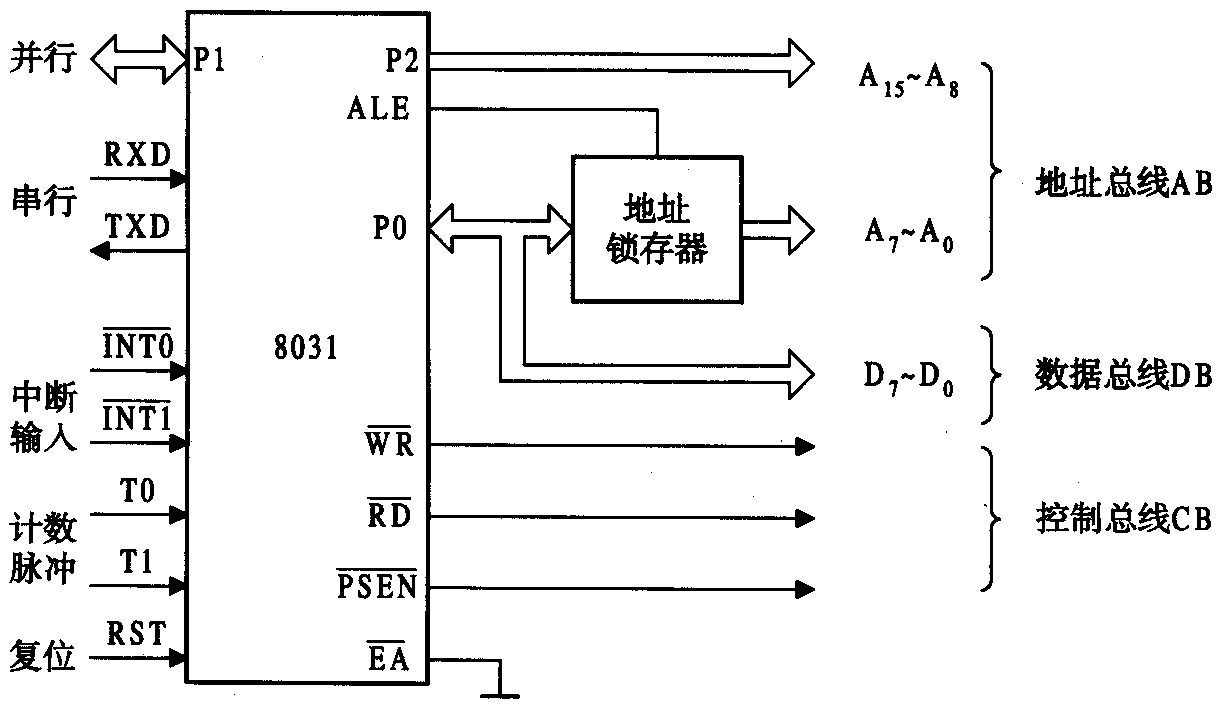 并行
P1
P2
A15~A8
ALE
RXD
串行
TXD
P0
地址
锁存器
A7~A0
地址总线AB
INT0
8031
中断
输入
INT1
D7~D0
数据总线DB
WR
T0
计数
脉冲
T1
RD
控制总线CB
PSEN
复位
RST
EA